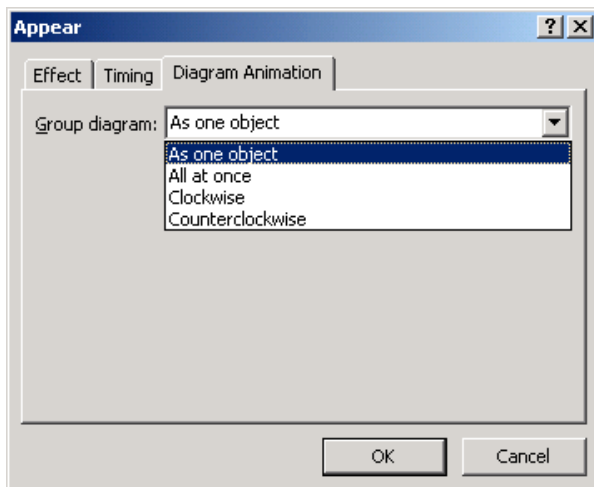 Appear
Effect Timing Diagram Animation
Group diagram: As one object
As one object
All at once
Clockwise
Counterclockwise
OK Cancel